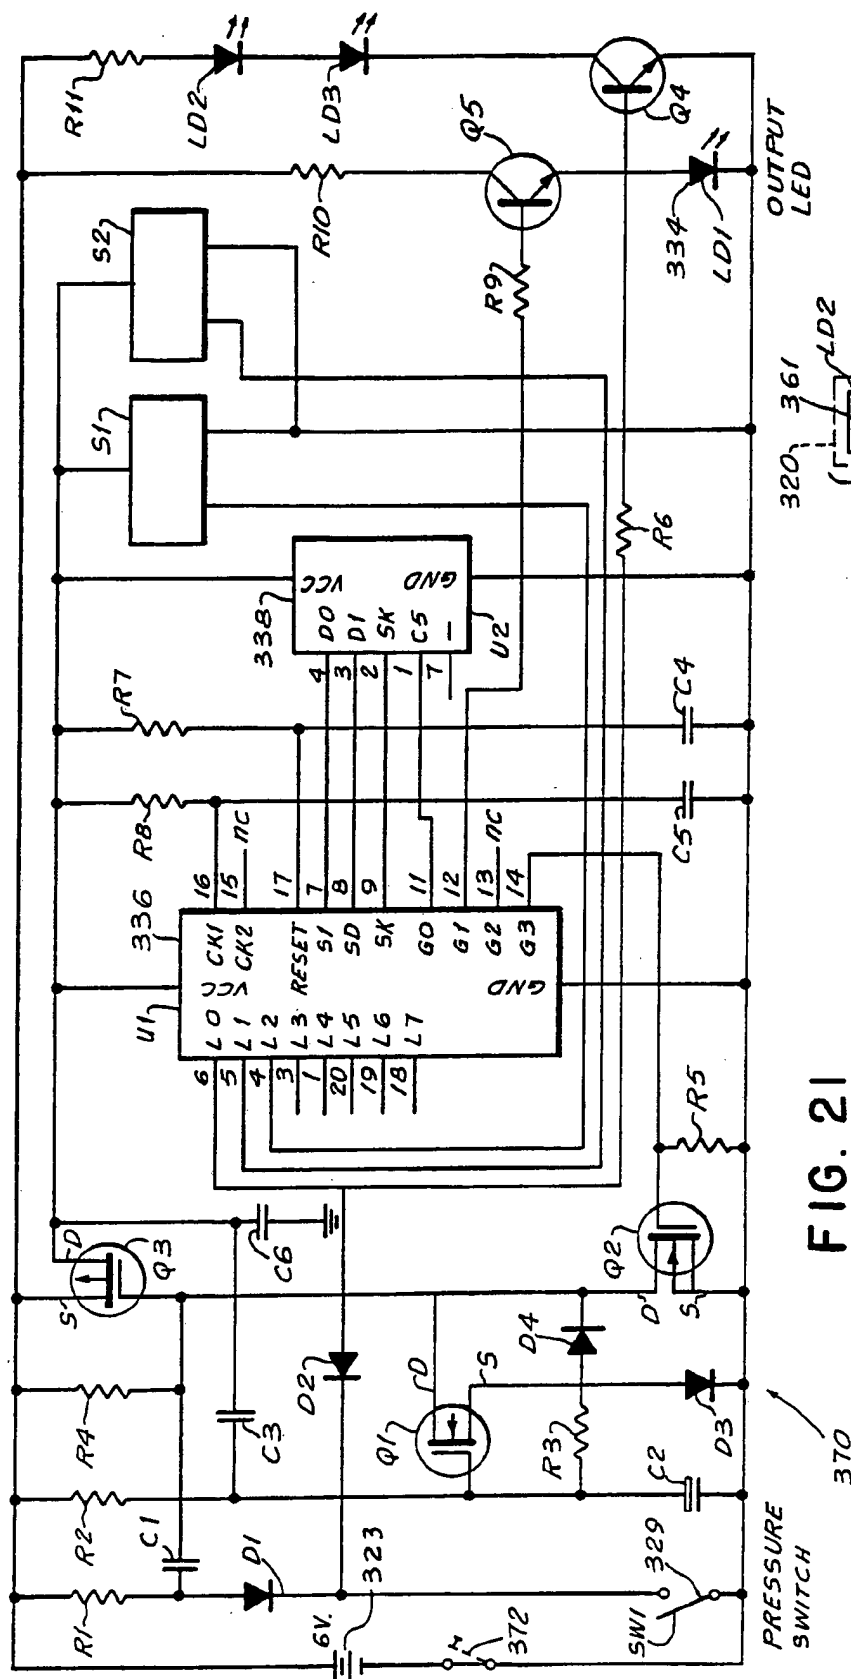 R1
R2
R4
C1
D1
6V.
323
372
SW1
329
PRESSURE
SWITCH
S
D
Q3
C3
C6
D2
Q1
D
S
R3
D4
C2
D3
Q2
D
S
R5
370
U1
336
6 L0
5 L1
4 L2
3 L3
1 L4
20 L5
19 L6
18 L7
VCC
CK1 16
CK2 15 NC
RESET 17
SI 7
SD 8
SK 9
G0 11
G1 12
G2 13 NC
G3 14
GND
R8
R7
C5
C4
338
VCC
4 D0
3 D1
2 SK
1 C5
7 —
GND
U2
S1
S2
R6
R9
R10
Q5
334
LD1
OUTPUT
LED
R11
LD2
LD3
Q4
FIG. 21
320
361
LD2